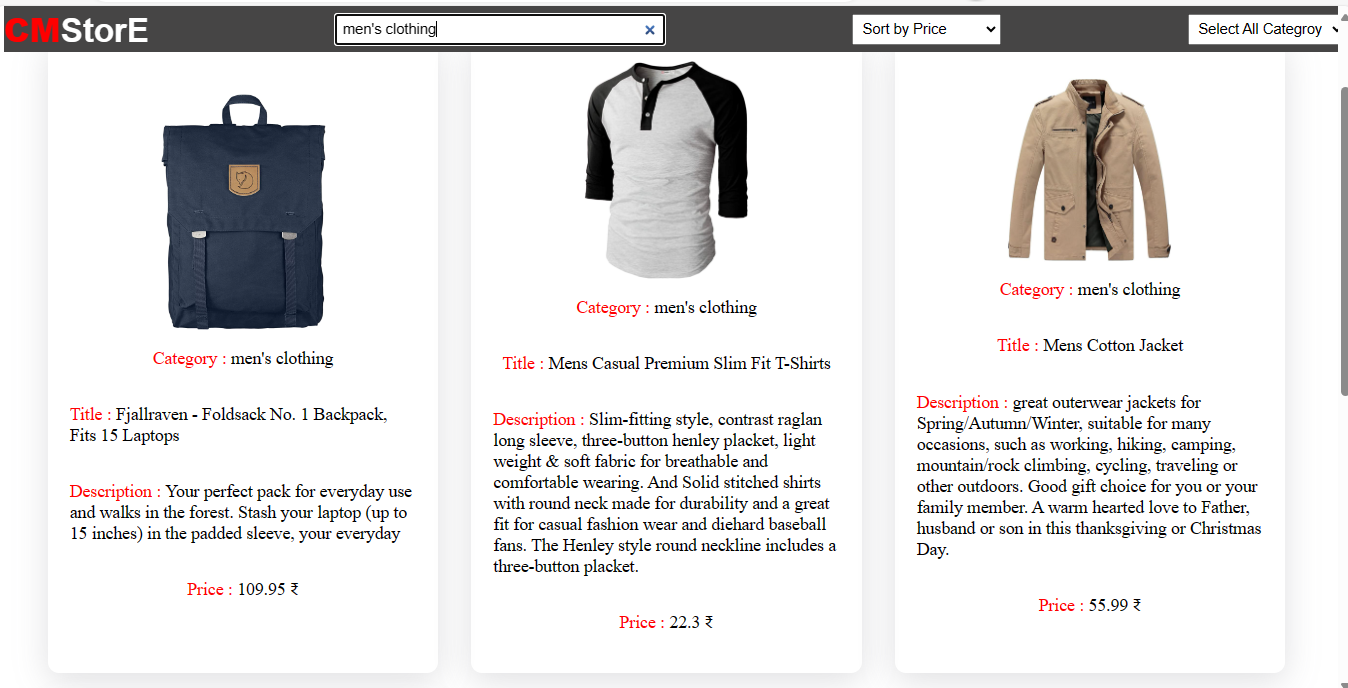 CMStorE
men's clothing
Sort by Price
Select All Categroy
Category : men's clothing
Title : Fjallraven - Foldsack No. 1 Backpack,
Fits 15 Laptops
Description : Your perfect pack for everyday use
and walks in the forest. Stash your laptop (up to
15 inches) in the padded sleeve, your everyday
Price : 109.95 ₹
Category : men's clothing
Title : Mens Casual Premium Slim Fit T-Shirts
Description : Slim-fitting style, contrast raglan
long sleeve, three-button henley placket, light
weight & soft fabric for breathable and
comfortable wearing. And Solid stitched shirts
with round neck made for durability and a great
fit for casual fashion wear and diehard baseball
fans. The Henley style round neckline includes a
three-button placket.
Price : 22.3 ₹
Category : men's clothing
Title : Mens Cotton Jacket
Description : great outerwear jackets for
Spring/Autumn/Winter, suitable for many
occasions, such as working, hiking, camping,
mountain/rock climbing, cycling, traveling or
other outdoors. Good gift choice for you or your
family member. A warm hearted love to Father,
husband or son in this thanksgiving or Christmas
Day.
Price : 55.99 ₹